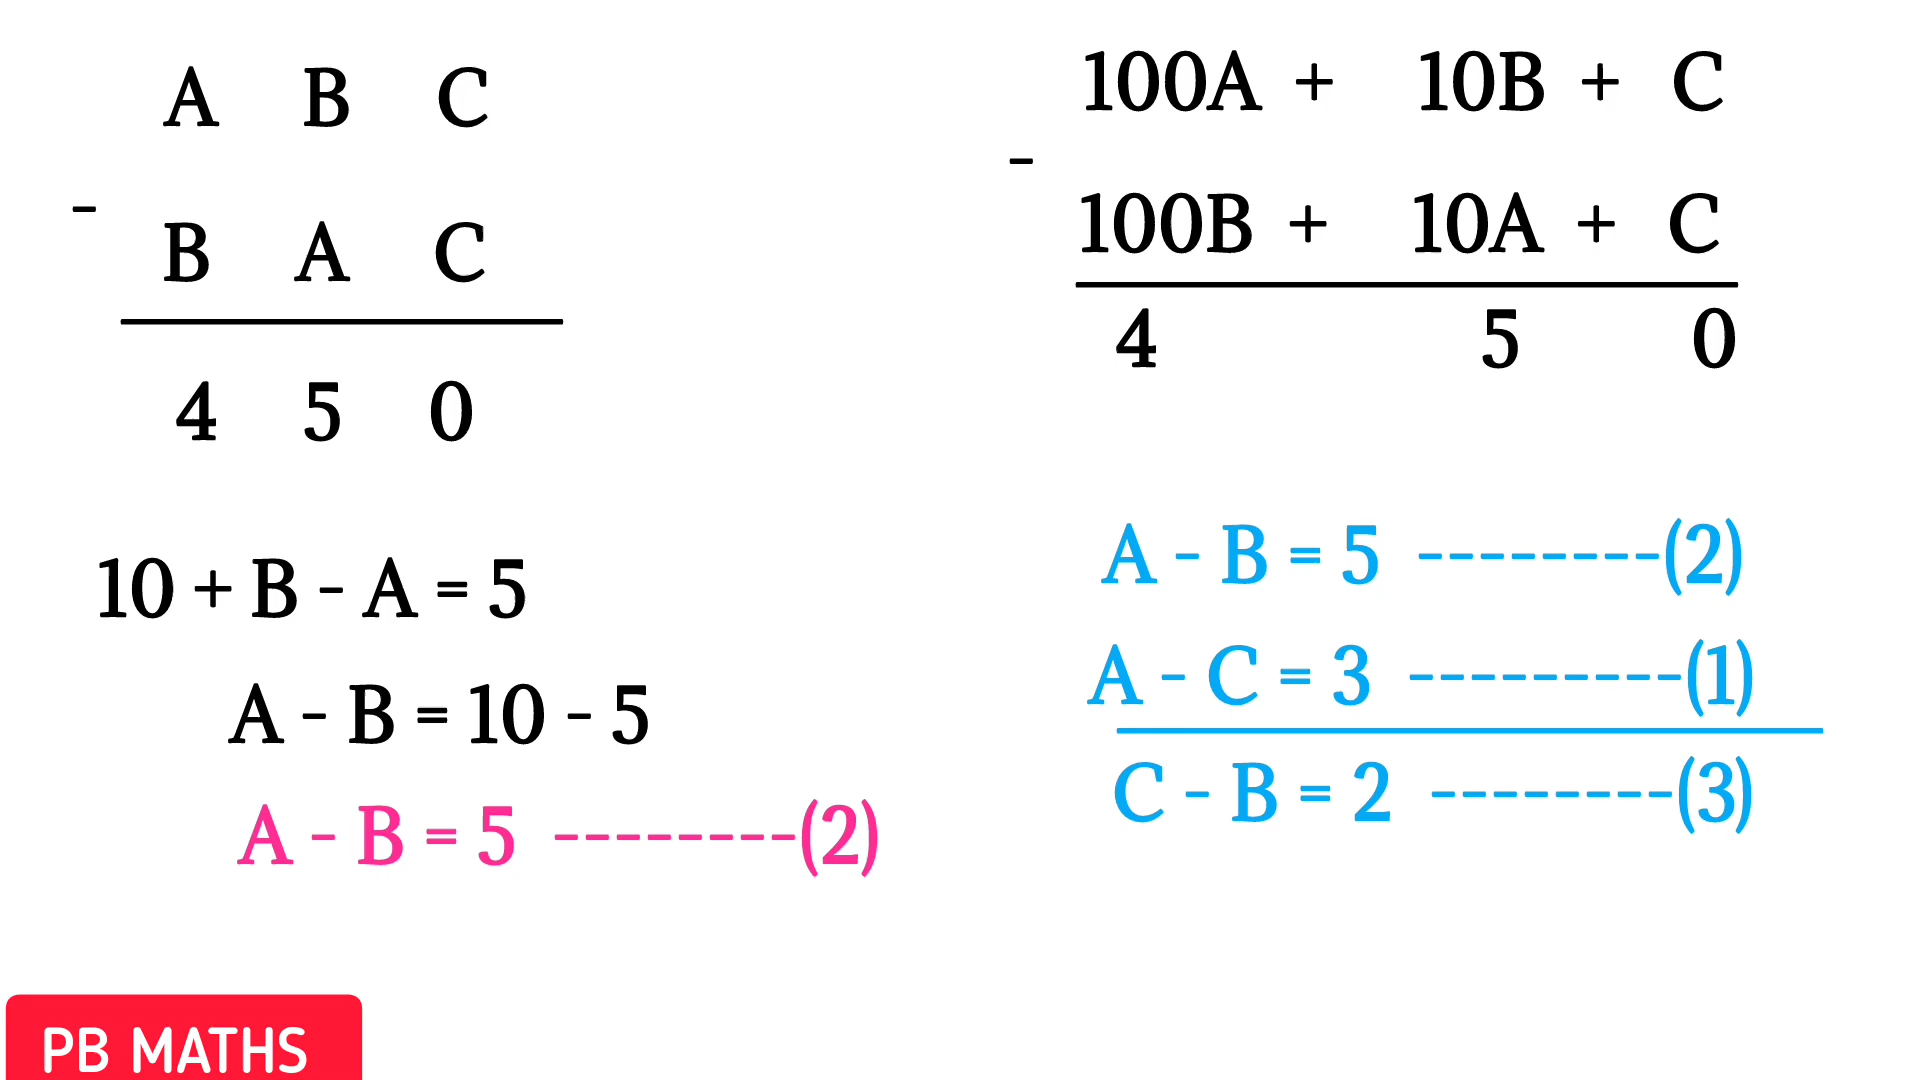 A B C
-
B A C
4 5 0
10 + B - A = 5
A - B = 10 - 5
A - B = 5 --------(2)
100A + 10B + C
-
100B + 10A + C
4 5 0
A - B = 5 --------(2)
A - C = 3 ---------(1)
C - B = 2 --------(3)
PB MATHS